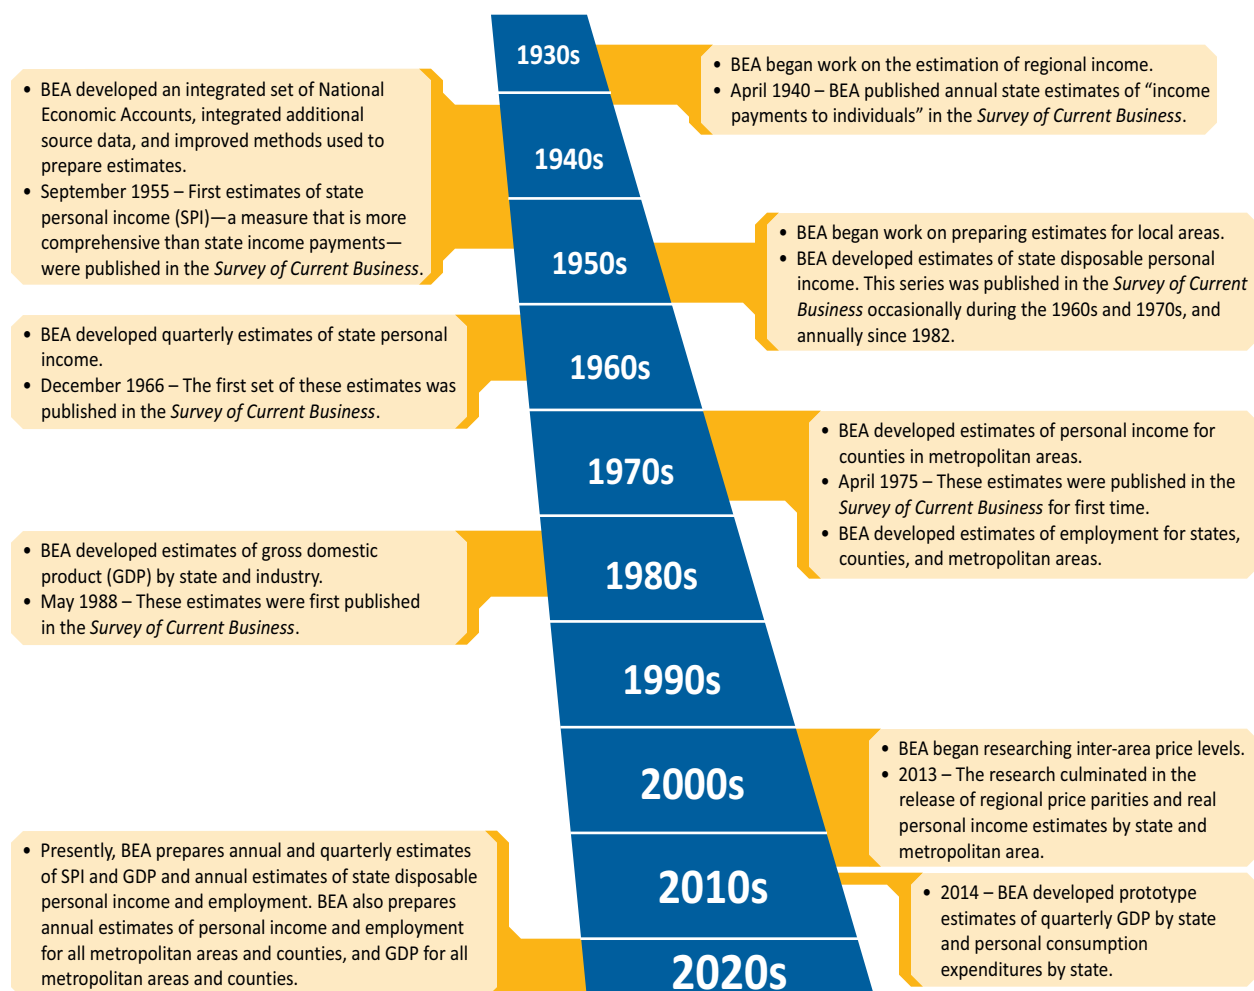 1930s
• BEA began work on the estimation of regional income.
• April 1940 – BEA published annual state estimates of “income
payments to individuals” in the Survey of Current Business.
• BEA developed an integrated set of National
Economic Accounts, integrated additional
source data, and improved methods used to
prepare estimates.
• September 1955 – First estimates of state
personal income (SPI)—a measure that is more
comprehensive than state income payments—
were published in the Survey of Current Business.
1940s
1950s
• BEA began work on preparing estimates for local areas.
• BEA developed estimates of state disposable personal
income. This series was published in the Survey of Current
Business occasionally during the 1960s and 1970s, and
annually since 1982.
• BEA developed quarterly estimates of state personal
income.
• December 1966 – The first set of these estimates was
published in the Survey of Current Business.
1960s
1970s
• BEA developed estimates of personal income for
counties in metropolitan areas.
• April 1975 – These estimates were published in the
Survey of Current Business for first time.
• BEA developed estimates of employment for states,
counties, and metropolitan areas.
• BEA developed estimates of gross domestic
product (GDP) by state and industry.
• May 1988 – These estimates were first published
in the Survey of Current Business.
1980s
1990s
2000s
• BEA began researching inter-area price levels.
• 2013 – The research culminated in the
release of regional price parities and real
personal income estimates by state and
metropolitan area.
2010s
• 2014 – BEA developed prototype
estimates of quarterly GDP by state
and personal consumption
expenditures by state.
• Presently, BEA prepares annual and quarterly estimates
of SPI and GDP and annual estimates of state disposable
personal income and employment. BEA also prepares
annual estimates of personal income and employment
for all metropolitan areas and counties, and GDP for all
metropolitan areas and counties.
2020s